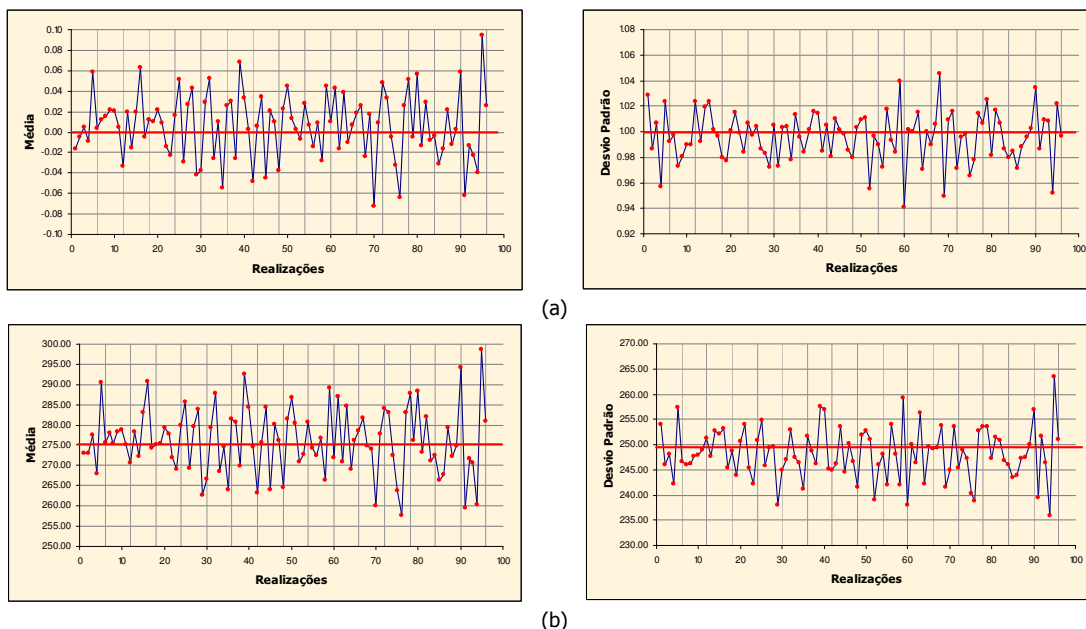 0.10
0.08
0.06
0.04
0.02
0.00
-0.02
-0.04
-0.06
-0.08
-0.10
Média
0 10 20 30 40 50 60 70 80 90 100
Realizações
1.08
1.06
1.04
1.02
1.00
0.98
0.96
0.94
0.92
Desvio Padrão
0 10 20 30 40 50 60 70 80 90 100
Realizações
(a)
300.00
295.00
290.00
285.00
280.00
275.00
270.00
265.00
260.00
255.00
250.00
Média
0 10 20 30 40 50 60 70 80 90 100
Realizações
270.00
265.00
260.00
255.00
250.00
245.00
240.00
235.00
230.00
Desvio Padrão
0 10 20 30 40 50 60 70 80 90 100
Realizações
(b)